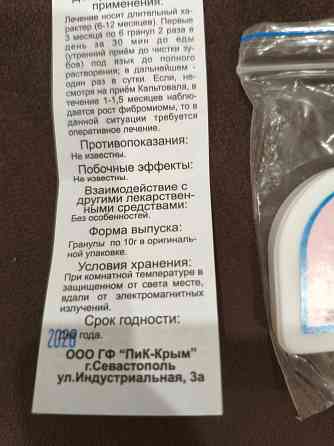 применения:
Лечение носит длительный ха-
рактер (6-12 месяцев). Первые
3 месяца по 6 гранул 2 раза в
день за 30 мин до еды
(утренний приём до чистки зу-
бов) под язык до полного
растворения; в дальнейшем -
один раз в сутки. Если, не-
смотря на приём Кальтовала, в
течение 1-1,5 месяцев наблю-
дается рост фибромиомы, то в
данной ситуации требуется
оперативное лечение.
Противопоказания:
Не известны.
Побочные эффекты:
Не известны.
Взаимодействие с
другими лекарствен-
ными средствами:
Без особенностей.
Форма выпуска:
Гранулы по 10г в оригиналь-
ной упаковке.
Условия хранения:
При комнатной температуре в
защищенном от света месте,
вдали от электромагнитных
излучений.
Срок годности:
2026
года.
ООО ГФ "ПиК-Крым"
г.Севастополь
ул.Индустриальная, 3а